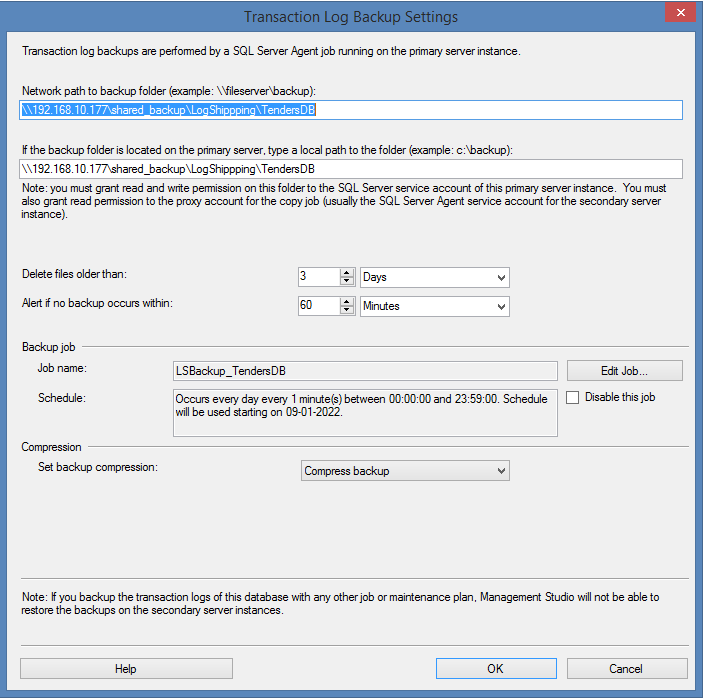 Transaction Log Backup Settings
Transaction log backups are performed by a SQL Server Agent job running on the primary server instance.
Network path to backup folder (example: \\fileserver\backup):
\\192.168.10.177\shared_backup\LogShippping\TendersDB
If the backup folder is located on the primary server, type a local path to the folder (example: c:\backup):
\\192.168.10.177\shared_backup\LogShippping\TendersDB
Note: you must grant read and write permission on this folder to the SQL Server service account of this primary server instance. You must
also grant read permission to the proxy account for the copy job (usually the SQL Server Agent service account for the secondary server
instance).
Delete files older than:
3
Days
Alert if no backup occurs within:
60
Minutes
Backup job
Job name:
LSBackup_TendersDB
Edit Job...
Schedule:
Occurs every day every 1 minute(s) between 00:00:00 and 23:59:00. Schedule
will be used starting on 09-01-2022.
Disable this job
Compression
Set backup compression:
Compress backup
Note: If you backup the transaction logs of this database with any other job or maintenance plan, Management Studio will not be able to
restore the backups on the secondary server instances.
Help
OK
Cancel